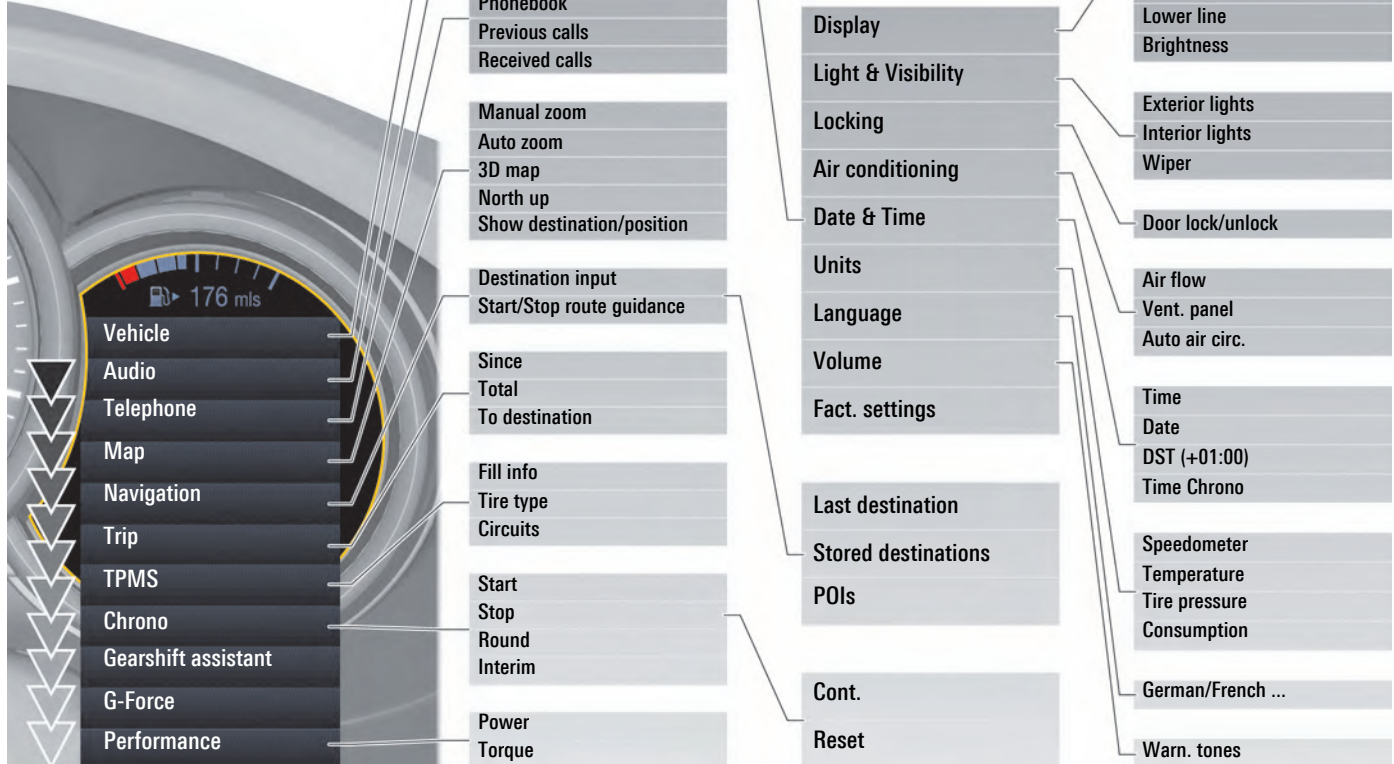 176 mls
Vehicle
Audio
Telephone
Map
Navigation
Trip
TPMS
Chrono
Gearshift assistant
G-Force
Performance
Phonebook
Previous calls
Received calls
Manual zoom
Auto zoom
3D map
North up
Show destination/position
Destination input
Start/Stop route guidance
Since
Total
To destination
Fill info
Tire type
Circuits
Start
Stop
Round
Interim
Power
Torque
Display
Light & Visibility
Locking
Air conditioning
Date & Time
Units
Language
Volume
Fact. settings
Last destination
Stored destinations
POIs
Cont.
Reset
Lower line
Brightness
Exterior lights
Interior lights
Wiper
Door lock/unlock
Air flow
Vent. panel
Auto air circ.
Time
Date
DST (+01:00)
Time Chrono
Speedometer
Temperature
Tire pressure
Consumption
German/French ...
Warn. tones